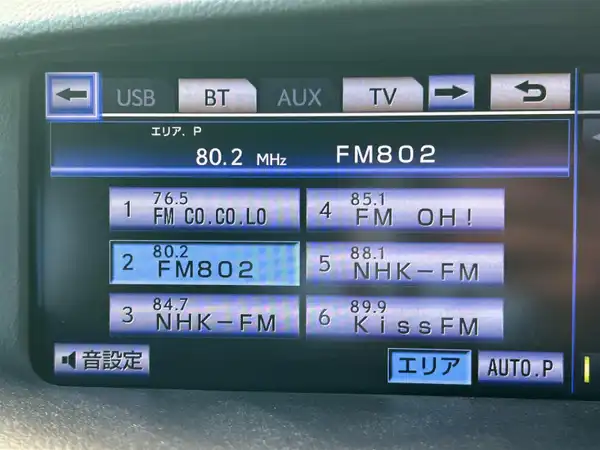 USB BT AUX TV
エリア. P
80.2 MHz FM802
1 76.5 FM CO.CO.LO
4 85.1 FM OH!
2 80.2 FM802
5 88.1 NHK-FM
3 84.7 NHK-FM
6 89.9 KissFM
音設定 エリア AUTO.P